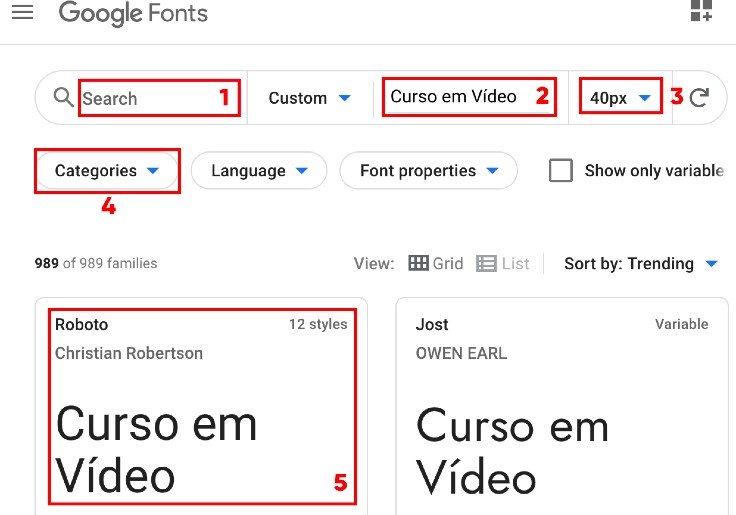 Google Fonts
Search 1 Custom Curso em Vídeo 2 40px 3
Categories Language Font properties Show only variable
4
989 of 989 families View: Grid List Sort by: Trending
Roboto 12 styles Jost Variable
Christian Robertson OWEN EARL
Curso em Curso em
Vídeo 5 Vídeo